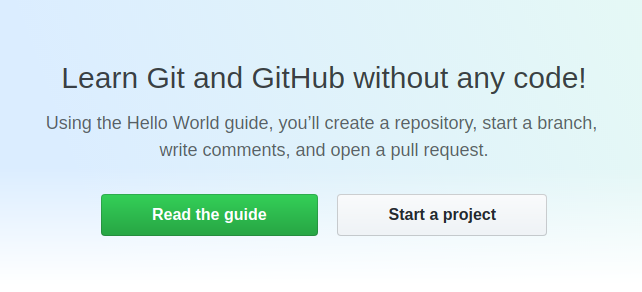 Learn Git and GitHub without any code!
Using the Hello World guide, you’ll create a repository, start a branch,
write comments, and open a pull request.
Read the guide
Start a project